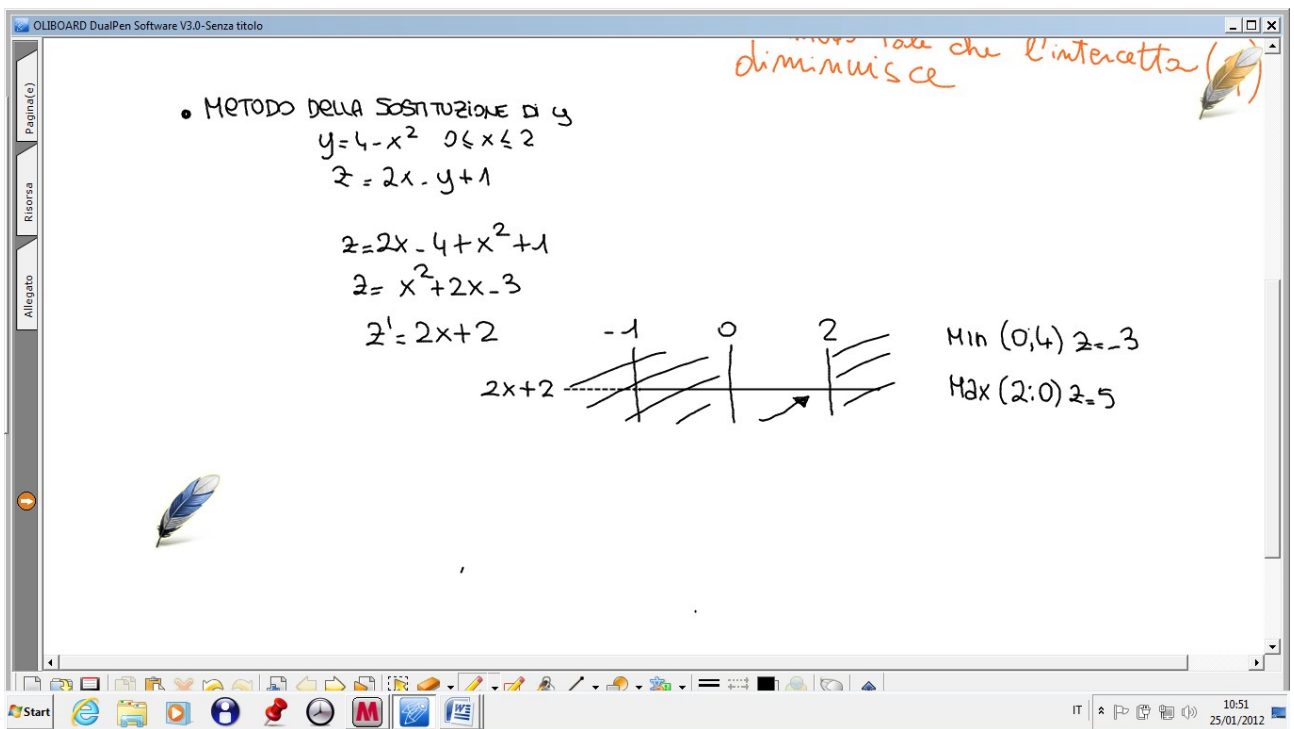 OLIBOARD DualPen Software V3.0-Senza titolo
Pagina(e)
Risorsa
Allegato
che l'intercetta (
diminuisce
• METODO DELLA SOSTITUZIONE DI y
y=4-x² 0≤x≤2
z=2x-y+1
z=2x-4+x²+1
z= x²+2x-3
z'=2x+2
-1 0 2
2x+2
Min (0;4) z=-3
Max (2;0) z=5
Start
IT
10:51
25/01/2012